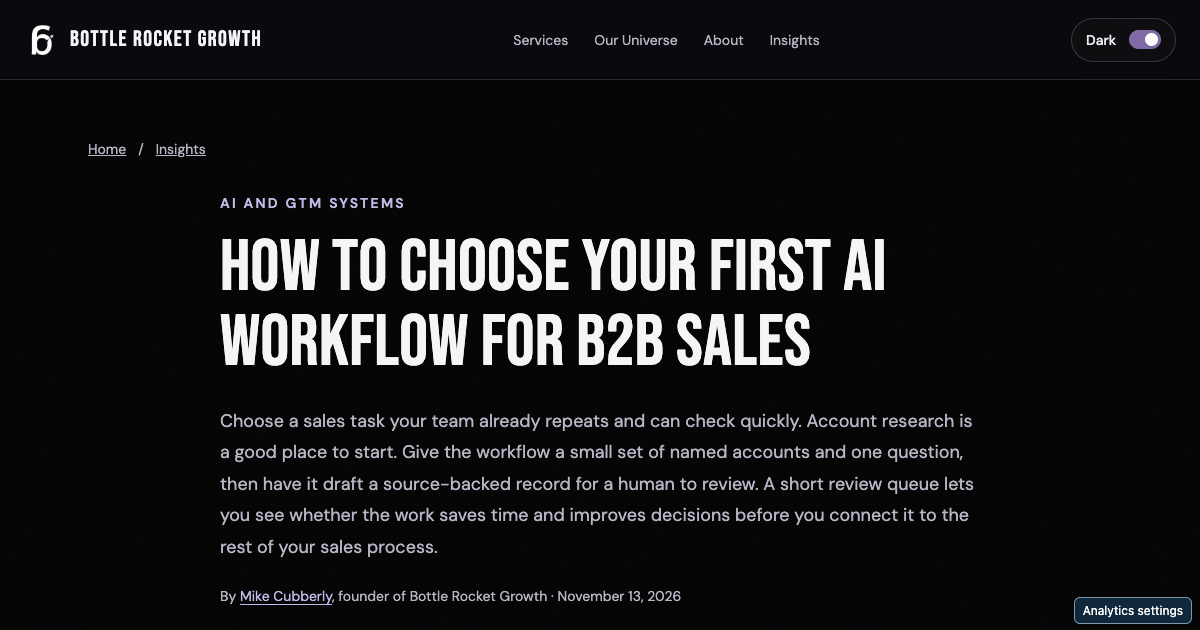 BOTTLE ROCKET GROWTH
Services
Our Universe
About
Insights
Dark
Home / Insights
AI AND GTM SYSTEMS
HOW TO CHOOSE YOUR FIRST AI
WORKFLOW FOR B2B SALES
Choose a sales task your team already repeats and can check quickly. Account research is
a good place to start. Give the workflow a small set of named accounts and one question,
then have it draft a source-backed record for a human to review. A short review queue lets
you see whether the work saves time and improves decisions before you connect it to the
rest of your sales process.
By Mike Cubberly, founder of Bottle Rocket Growth · November 13, 2026
Analytics settings